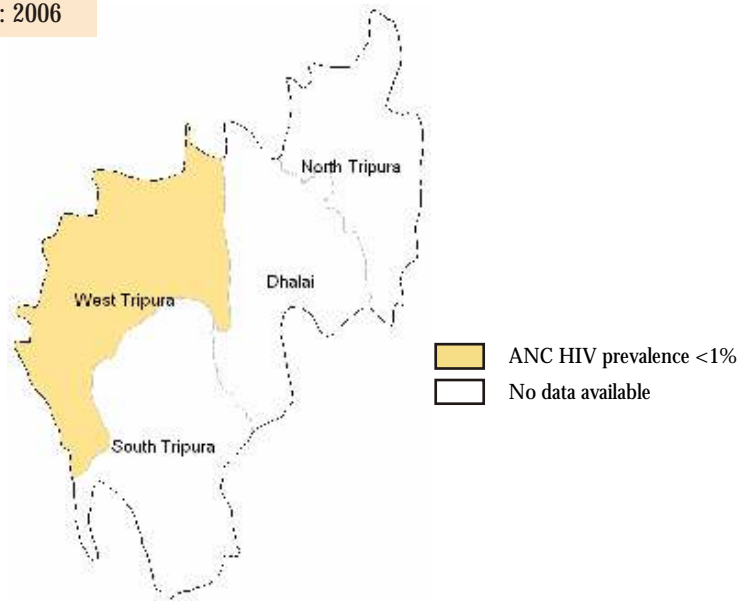 : 2006
North Tripura
Dhalai
West Tripura
ANC HIV prevalence <1%
No data available
South Tripura